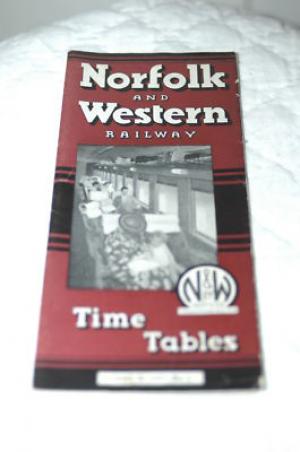 Norfolk
AND
Western
RAILWAY
N&W
Time
Tables